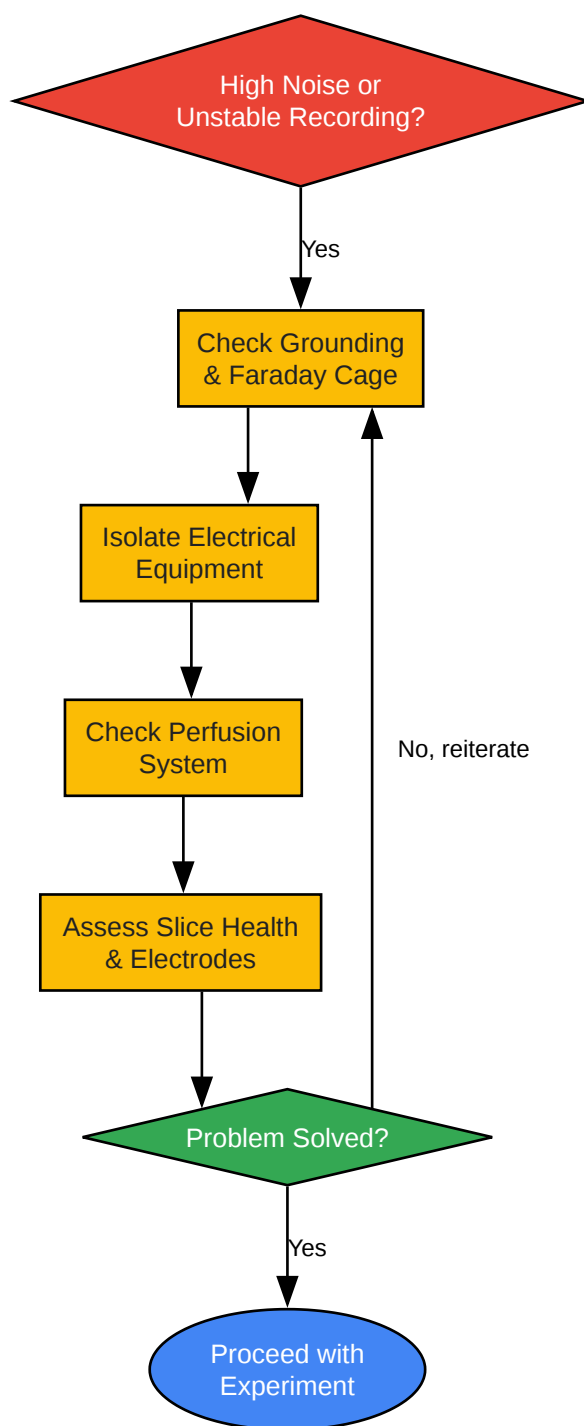 High Noise or
Unstable Recording?
Yes
Check Grounding
& Faraday Cage
Isolate Electrical
Equipment
Check Perfusion
System
No, reiterate
Assess Slice Health
& Electrodes
Problem Solved?
Yes
Proceed with
Experiment